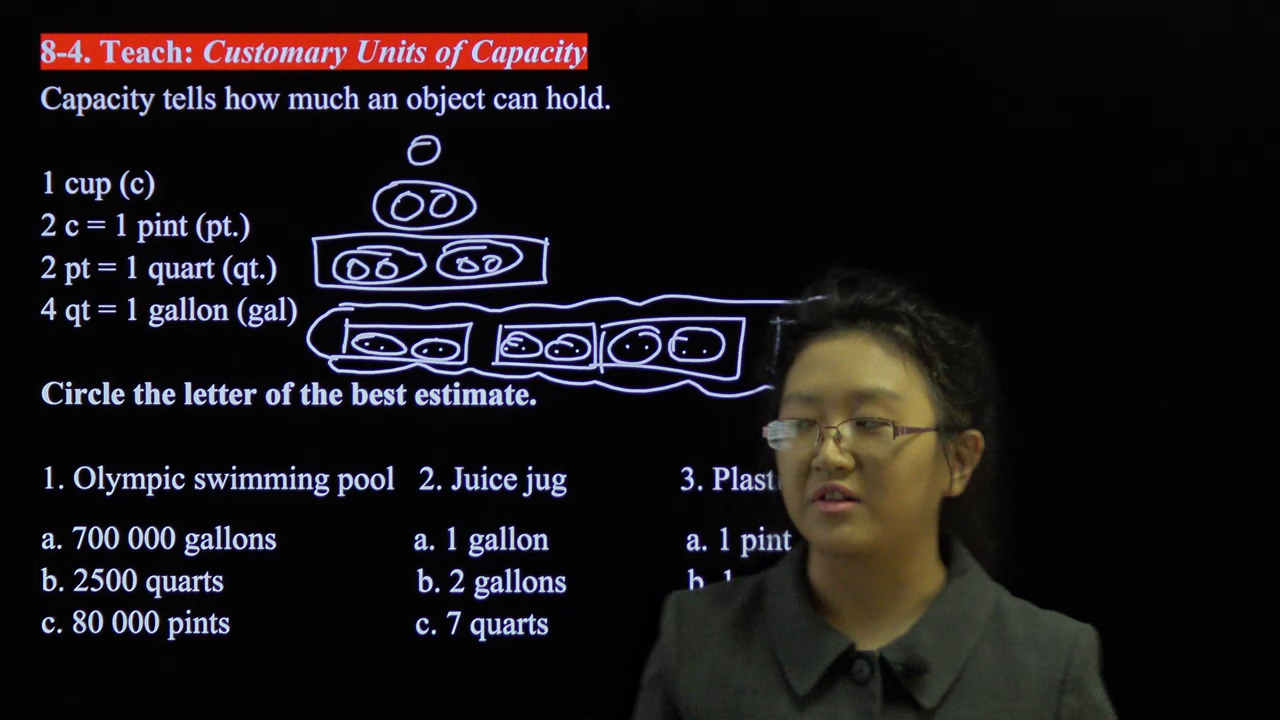 8-4. Teach: Customary Units of Capacity
Capacity tells how much an object can hold.
1 cup (c)
2 c = 1 pint (pt.)
2 pt = 1 quart (qt.)
4 qt = 1 gallon (gal)
Circle the letter of the best estimate.
1. Olympic swimming pool
a. 700 000 gallons
b. 2500 quarts
c. 80 000 pints
2. Juice jug
a. 1 gallon
b. 2 gallons
c. 7 quarts
3.
a. 1 pint
b. 1